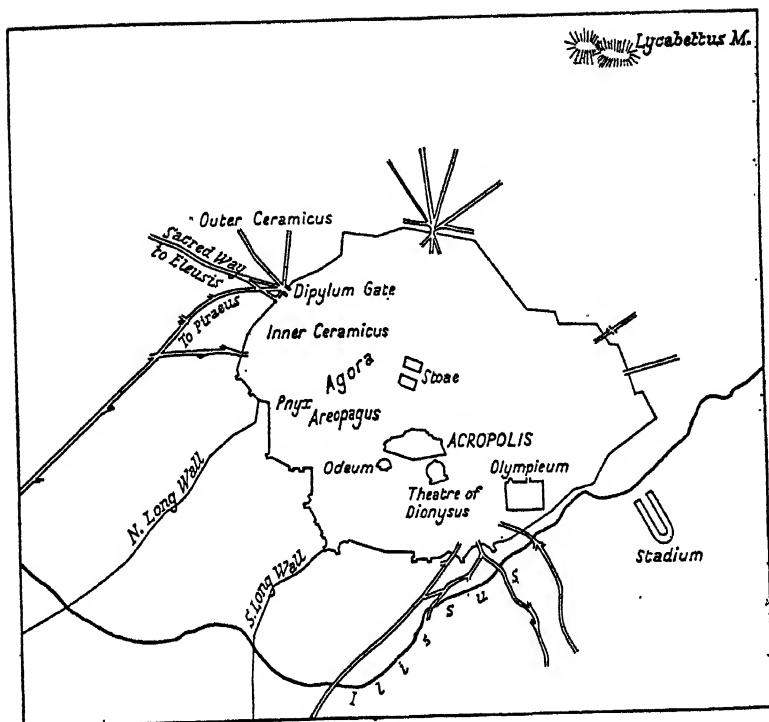 Lycabettus M.
Outer Ceramicus
Sacred Way
to Eleusis
Dipylum Gate
To Piraeus
Inner Ceramicus
Agora
Stoae
Pnyx
Areopagus
ACROPOLIS
Odeum
Olympieum
Theatre of
Dionysus
N. Long Wall
Stadium
S. Long Wall
Ilissus